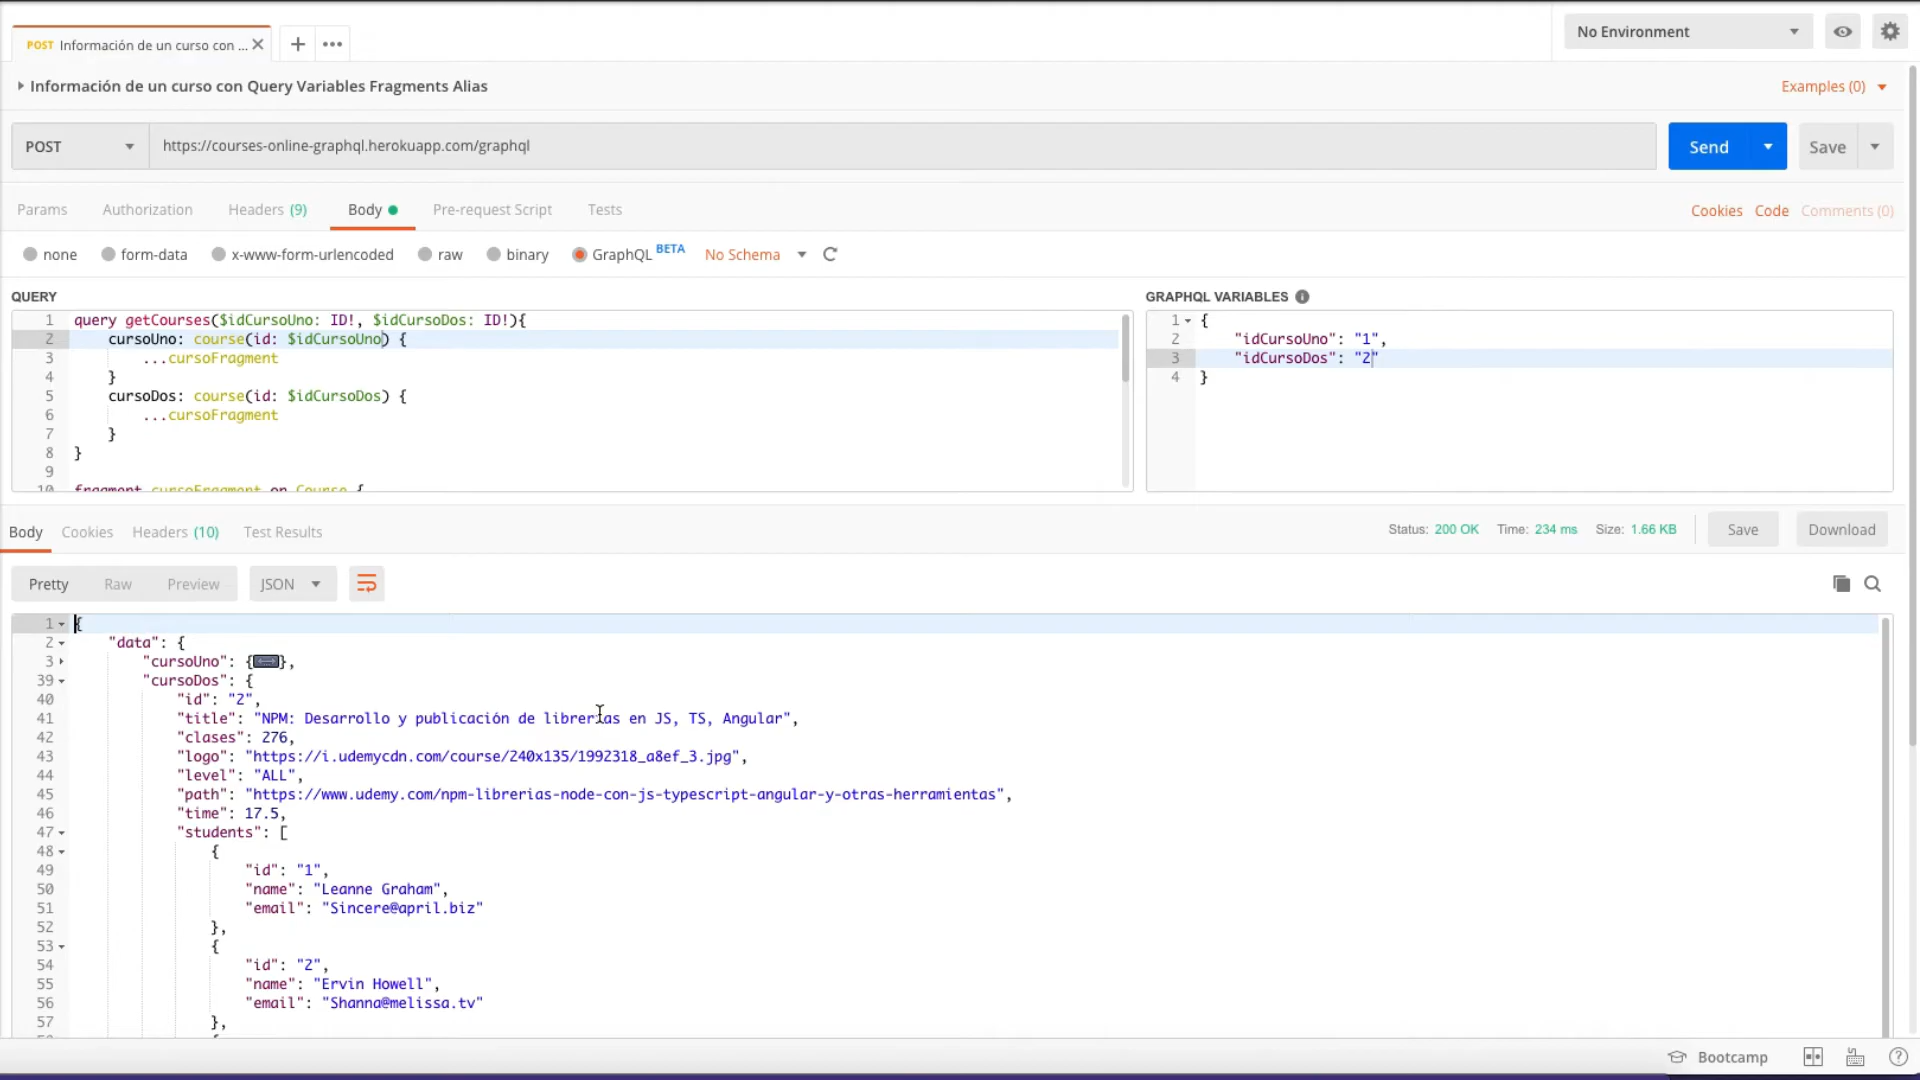 POST Información de un curso con ...
No Environment
Información de un curso con Query Variables Fragments Alias
Examples (0)
POST
https://courses-online-graphql.herokuapp.com/graphql
Send
Save
Params
Authorization
Headers (9)
Body
Pre-request Script
Tests
Cookies
Code
Comments (0)
none
form-data
x-www-form-urlencoded
raw
binary
GraphQL BETA
No Schema
QUERY
1 query getCourses($idCursoUno: ID!, $idCursoDos: ID!){
2 cursoUno: course(id: $idCursoUno) {
3 ...cursoFragment
4 }
5 cursoDos: course(id: $idCursoDos) {
6 ...cursoFragment
7 }
8 }
9
10 fragment cursoFragment on Course {
GRAPHQL VARIABLES
1 {
2 "idCursoUno": "1",
3 "idCursoDos": "2"
4 }
Body
Cookies
Headers (10)
Test Results
Status: 200 OK
Time: 234 ms
Size: 1.66 KB
Save
Download
Pretty
Raw
Preview
JSON
1 {
2 "data": {
3 "cursoUno": {},
39 "cursoDos": {
40 "id": "2",
41 "title": "NPM: Desarrollo y publicación de librerías en JS, TS, Angular",
42 "clases": 276,
43 "logo": "https://i.udemycdn.com/course/240x135/1992318_a8ef_3.jpg",
44 "level": "ALL",
45 "path": "https://www.udemy.com/npm-librerias-node-con-js-typescript-angular-y-otras-herramientas",
46 "time": 17.5,
47 "students": [
48 {
49 "id": "1",
50 "name": "Leanne Graham",
51 "email": "Sincere@april.biz"
52 },
53 {
54 "id": "2",
55 "name": "Ervin Howell",
56 "email": "Shanna@melissa.tv"
57 },
Bootcamp